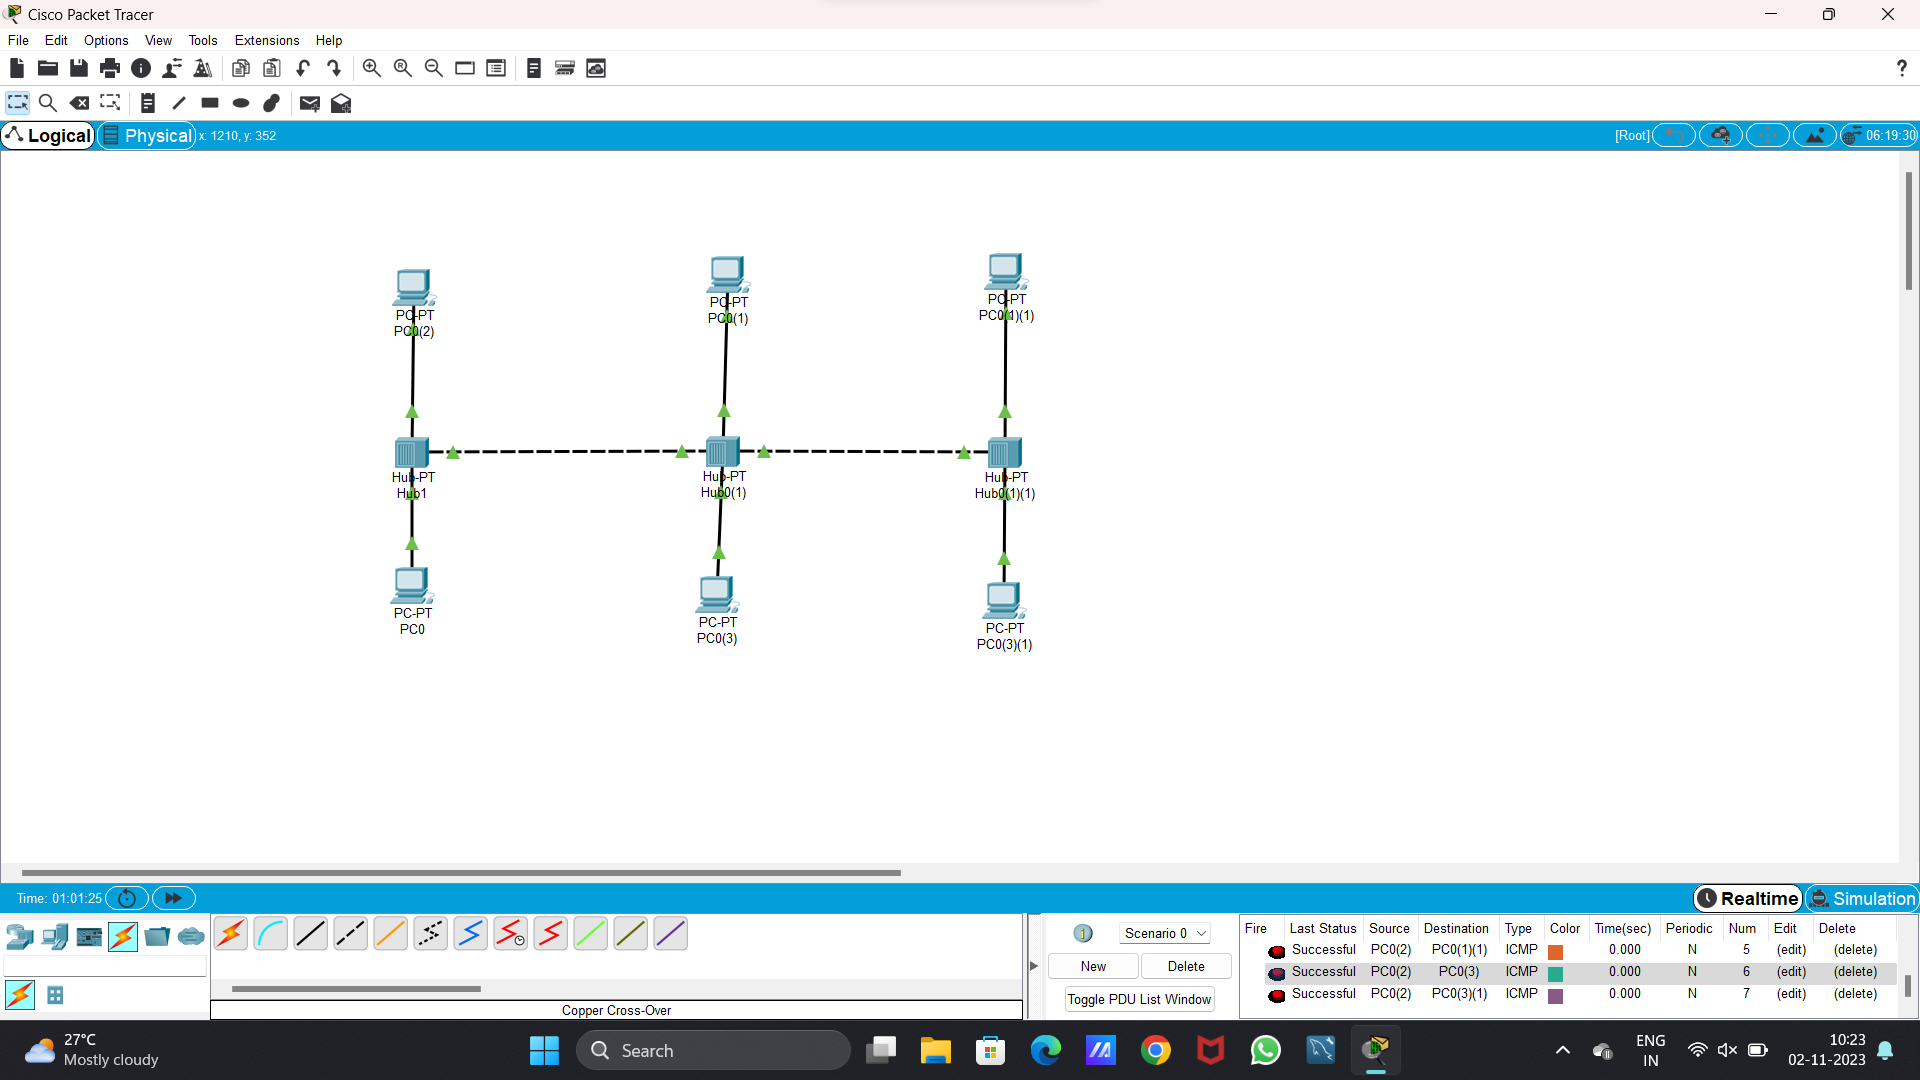 Cisco Packet Tracer
File Edit Options View Tools Extensions Help
?
Logical Physical x: 1210, y: 352 [Root] 06:19:30
PC-PT
PC0(2)
PC-PT
PC0(1)
PC-PT
PC0(1)(1)
Hub-PT
Hub1
Hub-PT
Hub0(1)
Hub-PT
Hub0(1)(1)
PC-PT
PC0
PC-PT
PC0(3)
PC-PT
PC0(3)(1)
Time: 01:01:25 Realtime Simulation
Scenario 0
New Delete
Toggle PDU List Window
Copper Cross-Over
Fire Last Status Source Destination Type Color Time(sec) Periodic Num Edit Delete
Successful PC0(2) PC0(1)(1) ICMP 0.000 N 5 (edit) (delete)
Successful PC0(2) PC0(3) ICMP 0.000 N 6 (edit) (delete)
Successful PC0(2) PC0(3)(1) ICMP 0.000 N 7 (edit) (delete)
27°C
Mostly cloudy
Search
ENG
IN
10:23
02-11-2023